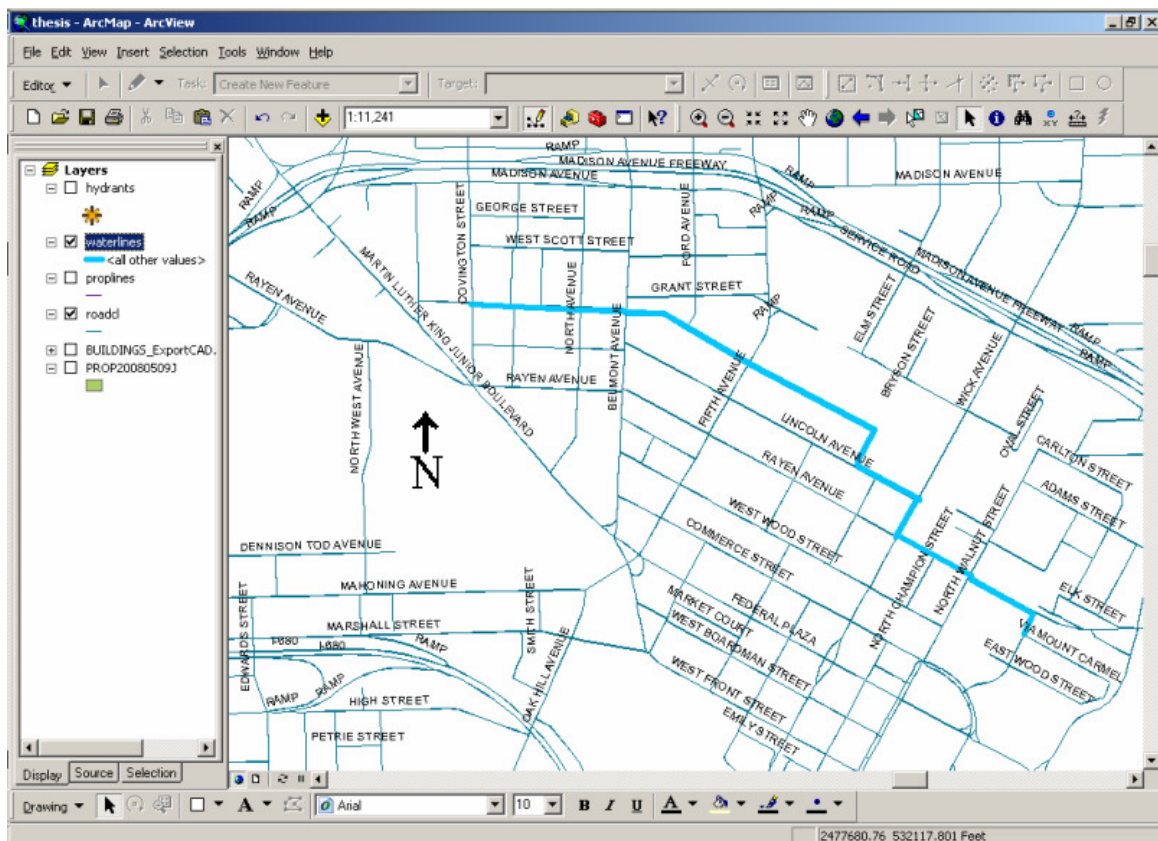 thesis - ArcMap - ArcView
File Edit View Insert Selection Tools Window Help
Editor Task: Create New Feature Target:
1:11,241
Layers
hydrants
waterlines
<all other values>
proplines
roadcl
BUILDINGS_ExportCAD.
PROP20080509J
Display Source Selection
RAMP
MADISON AVENUE FREEWAY
MADISON AVENUE
MADISON AVENUE
RAMP
RAMP
RAMP
RAMP
RAMP
GEORGE STREET
WEST SCOTT STREET
COVINGTON STREET
FORD AVENUE
SERVICE ROAD
MADISON AVENUE FREEWAY
RAMP
RAMP
RAYEN AVENUE
MARTIN LUTHER KING JUNIOR BOULEVARD
NORTH AVENUE
GRANT STREET
RAMP
ELM STREET
BRYSON STREET
WICK AVENUE
BELMONT AVENUE
RAYEN AVENUE
FIFTH AVENUE
NORTH WEST AVENUE
N
LINCOLN AVENUE
RAYEN AVENUE
OVAL STREET
CARLTON STREET
ADAMS STREET
WEST WOOD STREET
COMMERCE STREET
NORTH CHAMPION STREET
NORTH WALNUT STREET
DENNISON TOD AVENUE
MAHONING AVENUE
MARSHALL STREET
EDWARDS STREET
I-680
I-680
RAMP
SMITH STREET
OAK HILL AVENUE
FEDERAL PLAZA
MARKET COURT
WEST BOARDMAN STREET
WEST FRONT STREET
EMILY STREET
ELK STREET
VIA MOUNT CARMEL
EAST WOOD STREET
RAMP
RAMP
HIGH STREET
PETRIE STREET
Drawing A Arial 10 B I U A
2477680.76 532117.801 Feet